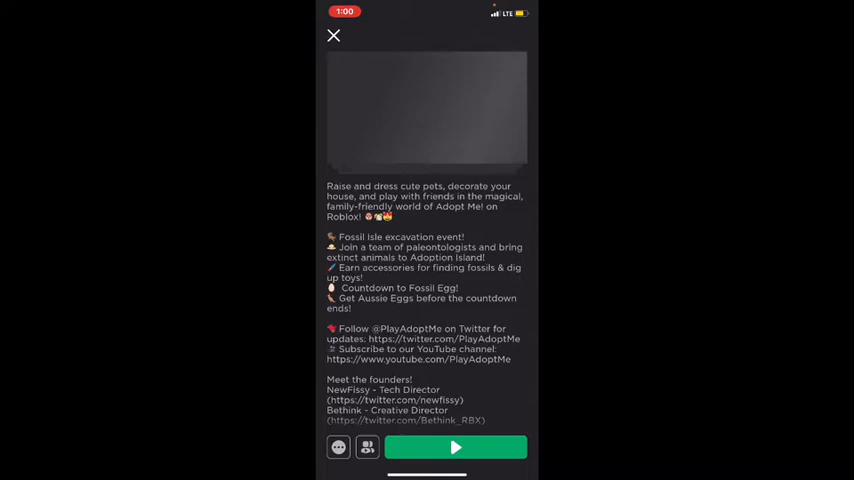 1:00
LTE
Raise and dress cute pets, decorate your
house, and play with friends in the magical,
family-friendly world of Adopt Me! on
Roblox! 
Fossil Isle excavation event!
Join a team of paleontologists and bring
extinct animals to Adoption Island!
Earn accessories for finding fossils & dig
up toys!
Countdown to Fossil Egg!
Get Aussie Eggs before the countdown
ends!
Follow @PlayAdoptMe on Twitter for
updates: https://twitter.com/PlayAdoptMe
Subscribe to our YouTube channel:
https://www.youtube.com/PlayAdoptMe
Meet the founders!
NewFissy - Tech Director
(https://twitter.com/newfissy)
Bethink - Creative Director
(https://twitter.com/Bethink_RBX)